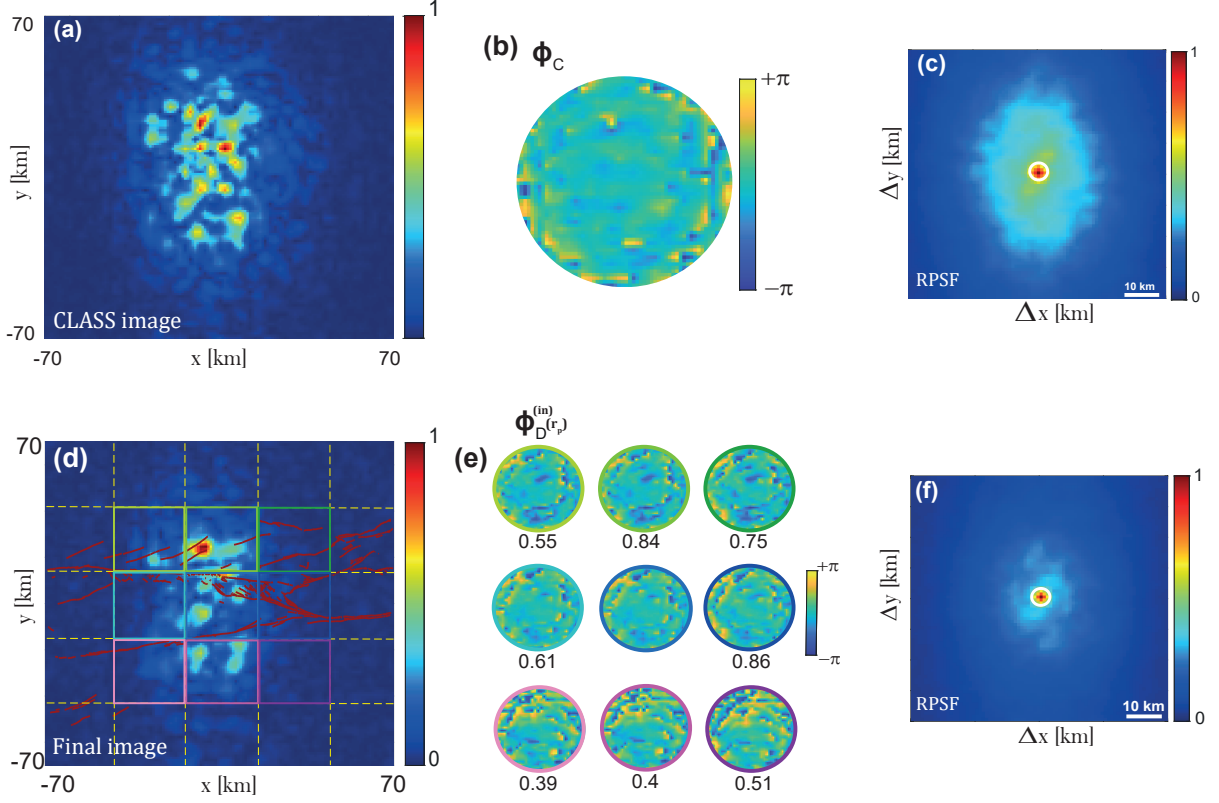 70
(a)
y [km]
CLASS image
-70
-70
x [km]
70
1
0
(b) ϕC
+π
−π
(c)
Δy [km]
RPSF
10 km
Δx [km]
1
0
70
(d)
y [km]
Final image
-70
-70
x [km]
70
1
0
(e)
ϕD(in)(rp)
0.55 0.84 0.75
0.61 0.86
0.39 0.4 0.51
+π
−π
(f)
Δy [km]
RPSF
10 km
Δx [km]
1
0